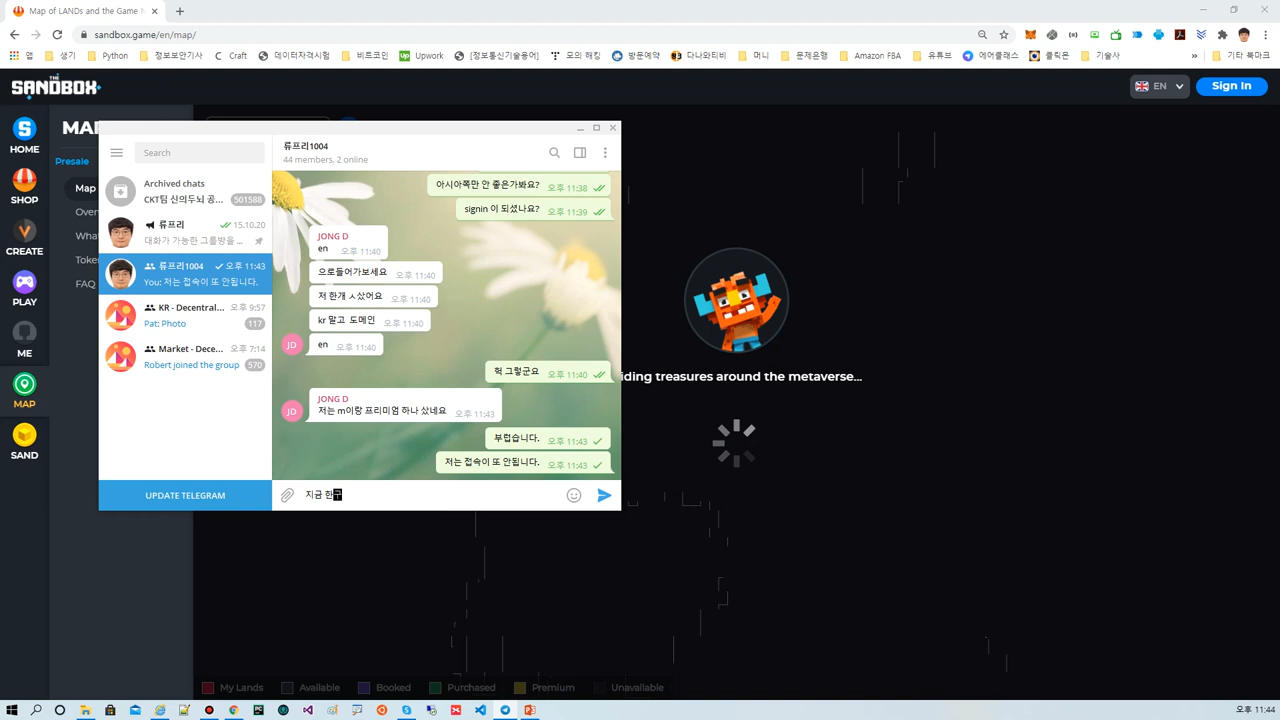 Map of LANDs and the Game M
sandbox.game/en/map/
앱
생기
Python
정보보안기사
Craft
데이터자격시험
비트코인
Up
Upwork
[정보통신기술용어]
모의 해킹
방문예약
다나와티비
머니
문제은행
Amazon FBA
유튜브
에어클래스
클릭몬
기술사
»
기타 북마크
THE SANDBOX
EN
Sign In
HOME
SHOP
CREATE
PLAY
ME
MAP
SAND
MAP
Presale
Map
Over
What
Toke
FAQ
Search
Archived chats
CKT팀 신의두뇌 공...
501588
류프리
15.10.20
대화가 가능한 그룹방을 ...
류프리1004
오후 11:43
You: 저는 접속이 또 안됩니다.
KR - Decentral...
오후 9:57
Pat: Photo
117
Market - Dece...
오후 7:14
Robert joined the group
570
UPDATE TELEGRAM
류프리1004
44 members, 2 online
아시아쪽만 안 좋은가봐요? 오후 11:38
signin 이 되셨나요? 오후 11:39
JONG D
en 오후 11:40
으로들어가보세요 오후 11:40
저 한개 ㅅ샀어요 오후 11:40
kr 말고 도메인 오후 11:40
JD
en 오후 11:40
헉 그렇군요 오후 11:40
JONG D
JD
저는 m이랑 프리미엄 하나 샀네요 오후 11:43
부럽습니다. 오후 11:43
저는 접속이 또 안됩니다. 오후 11:43
지금 한구
iding treasures around the metaverse...
My Lands
Available
Booked
Purchased
Premium
Unavailable
오후 11:44